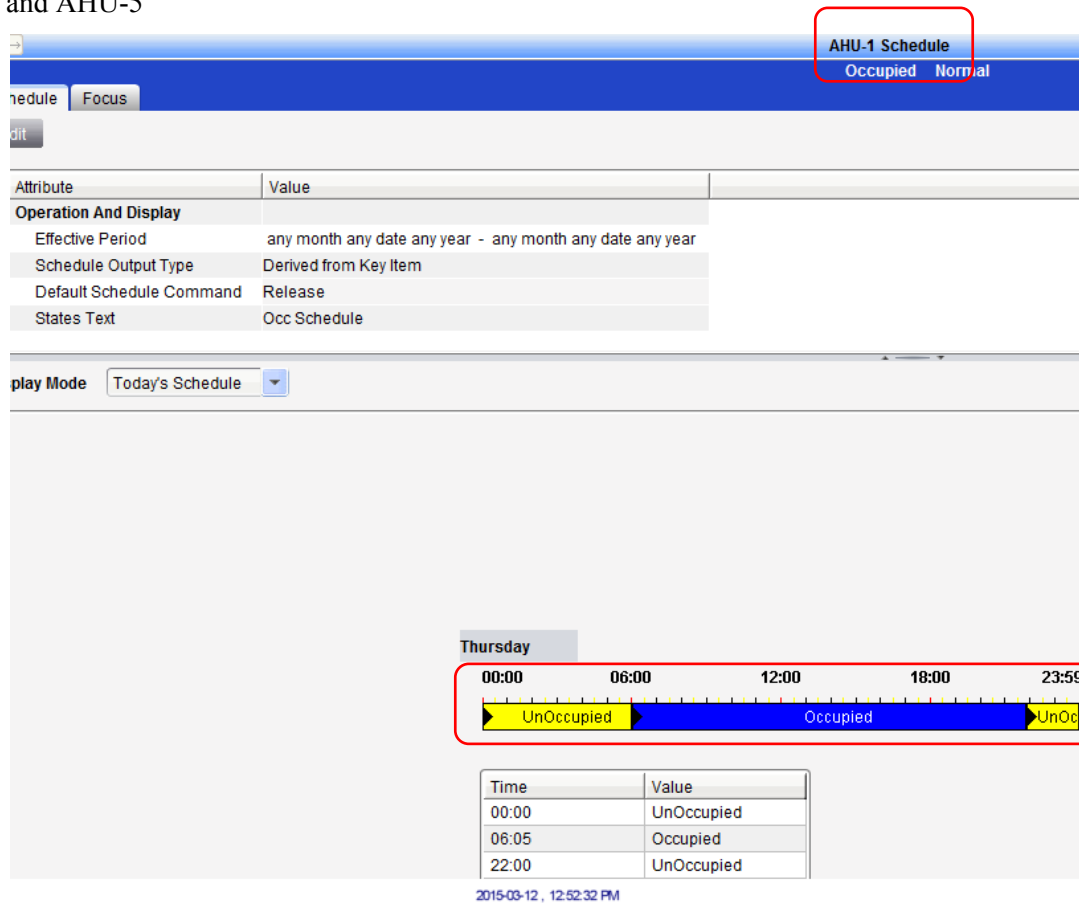 and AHU-5
AHU-1 Schedule
Occupied Normal
hedule Focus
dit
Attribute Value
Operation And Display
Effective Period any month any date any year - any month any date any year
Schedule Output Type Derived from Key Item
Default Schedule Command Release
States Text Occ Schedule
play Mode Today's Schedule
Thursday
00:00 06:00 12:00 18:00 23:59
UnOccupied Occupied UnOc
Time Value
00:00 UnOccupied
06:05 Occupied
22:00 UnOccupied
2015-03-12 , 12:52:32 PM